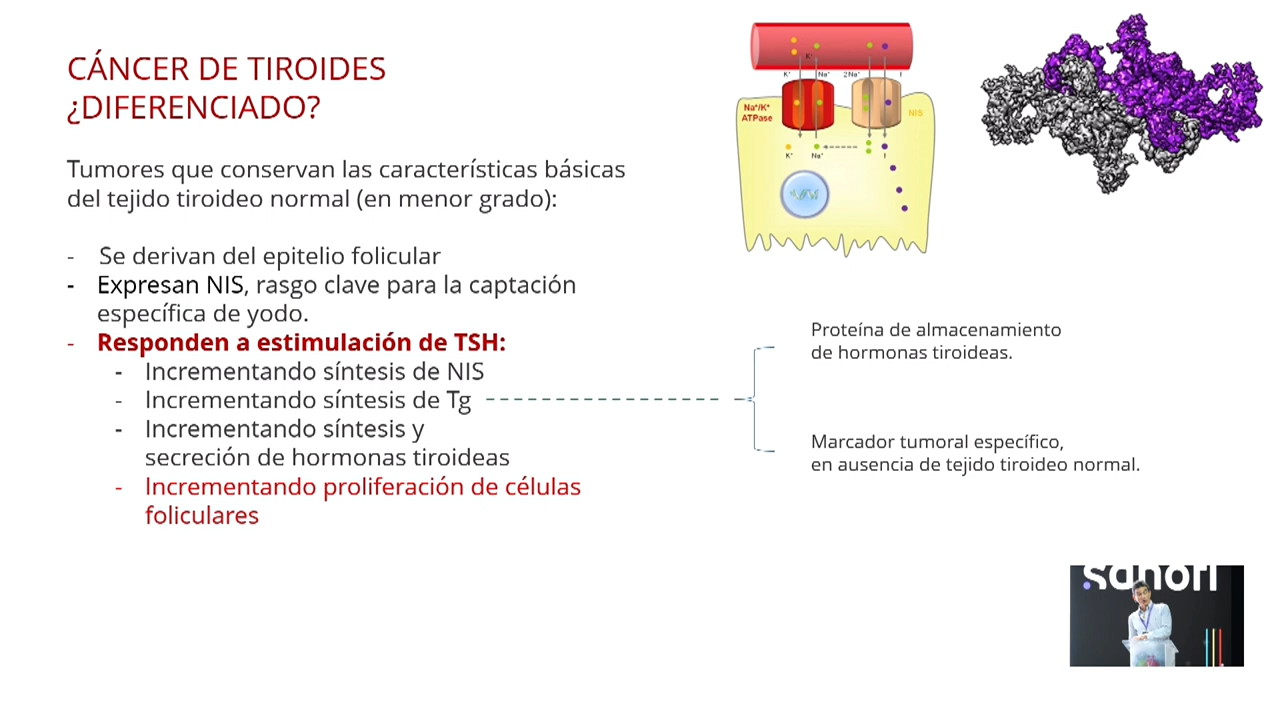 CÁNCER DE TIROIDES
¿DIFERENCIADO?
Tumores que conservan las características básicas
del tejido tiroideo normal (en menor grado):
- Se derivan del epitelio folicular
- Expresan NIS, rasgo clave para la captación
específica de yodo.
- Responden a estimulación de TSH:
- Incrementando síntesis de NIS
- Incrementando síntesis de Tg
- Incrementando síntesis y
secreción de hormonas tiroideas
- Incrementando proliferación de células
foliculares
K⁺
K⁺ Na⁺ 2Na⁺ I
Na⁺/K⁺
ATPase
NIS
K⁺ Na⁺ I
Proteína de almacenamiento
de hormonas tiroideas.
Marcador tumoral específico,
en ausencia de tejido tiroideo normal.
sanofi